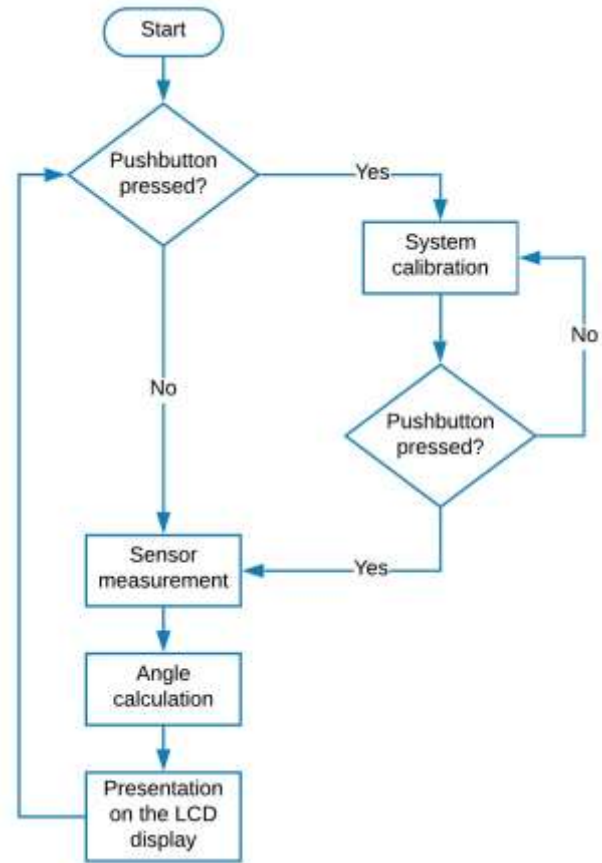 Start
Pushbutton
pressed?
Yes
System
calibration
No
Pushbutton
pressed?
No
Yes
Sensor
measurement
Angle
calculation
Presentation
on the LCD
display